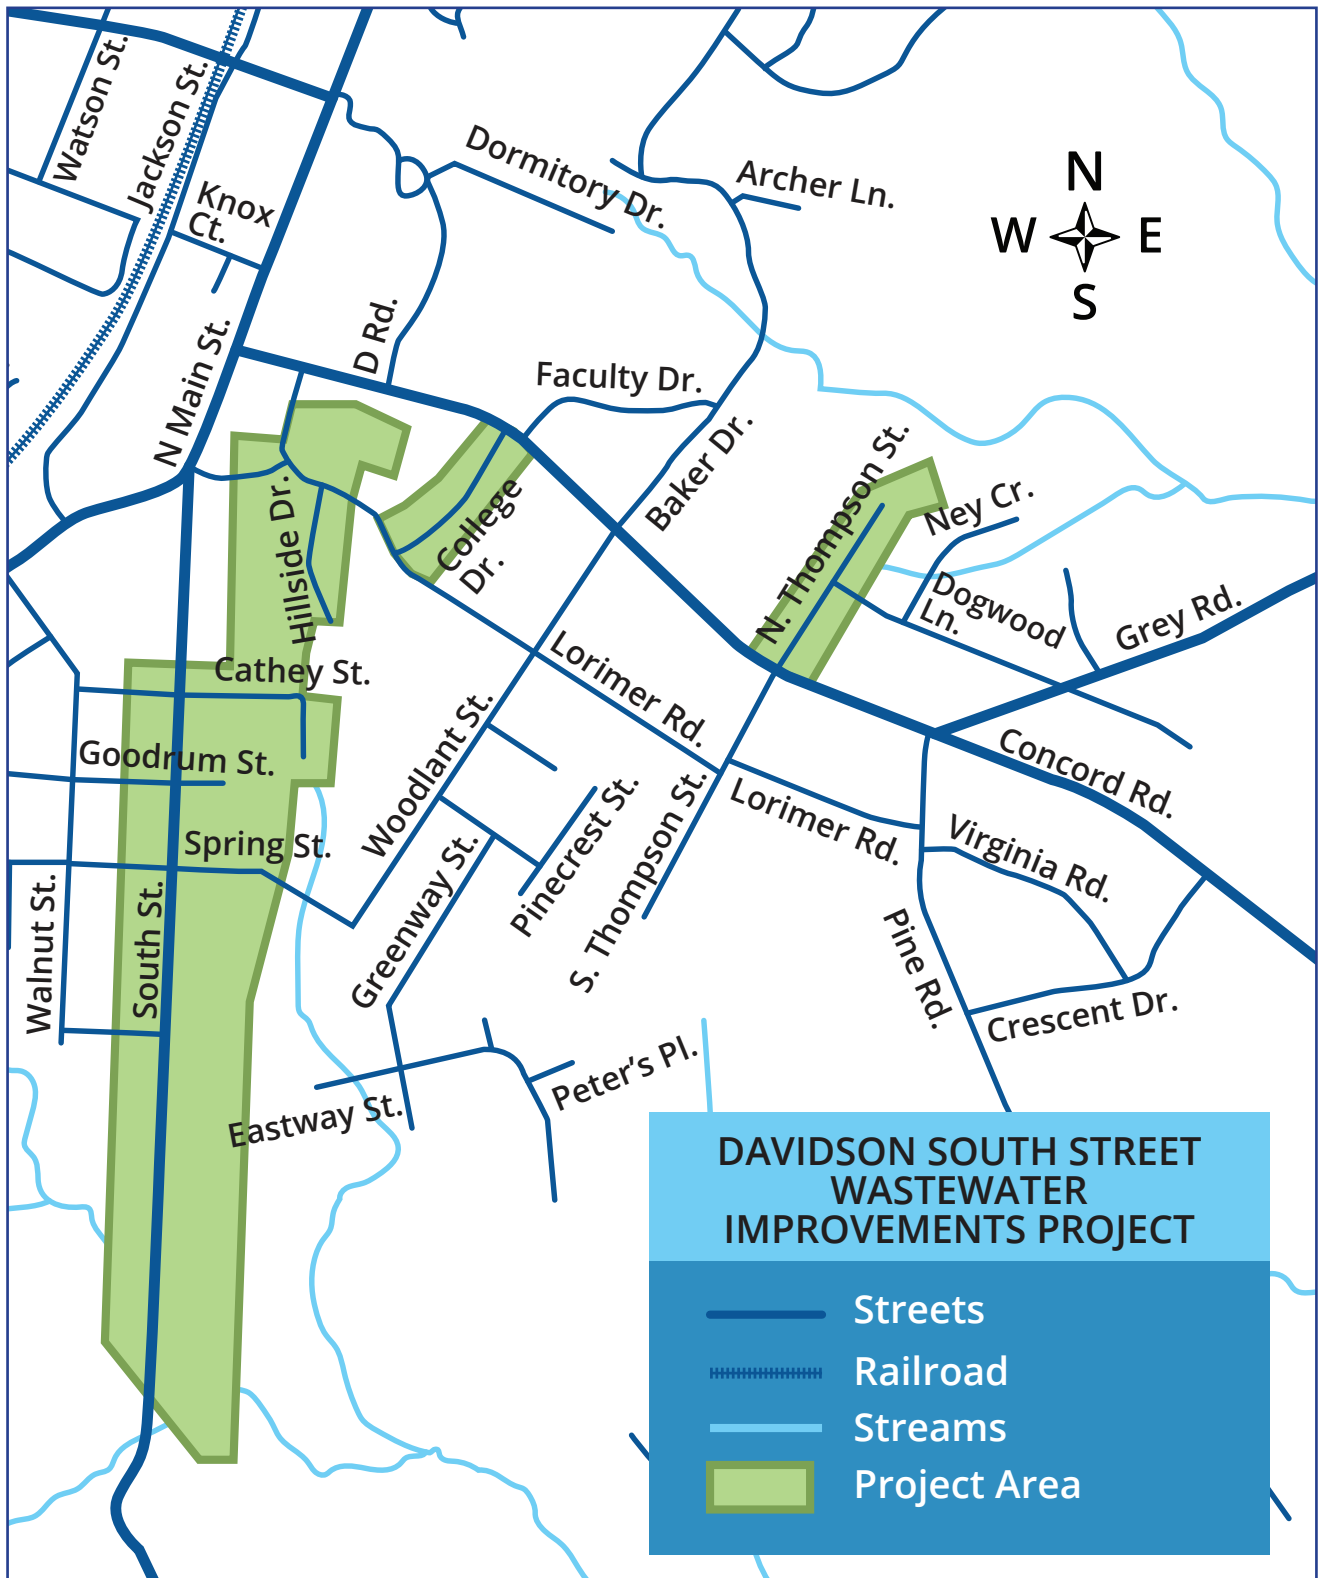 Watson St.
Jackson St.
Knox
Ct.
Dormitory Dr.
Archer Ln.
N
W
E
S
N Main St.
D Rd.
Faculty Dr.
Baker Dr.
Hillside Dr.
College
Dr.
N. Thompson St.
Ney Cr.
Dogwood
Ln.
Grey Rd.
Cathey St.
Lorimer Rd.
Goodrum St.
Woodlant St.
Concord Rd.
Spring St.
Pinecrest St.
S. Thompson St.
Lorimer Rd.
Virginia Rd.
Walnut St.
South St.
Greenway St.
Pine Rd.
Crescent Dr.
Eastway St.
Peter's Pl.
DAVIDSON SOUTH STREET
WASTEWATER
IMPROVEMENTS PROJECT
Streets
Railroad
Streams
Project Area